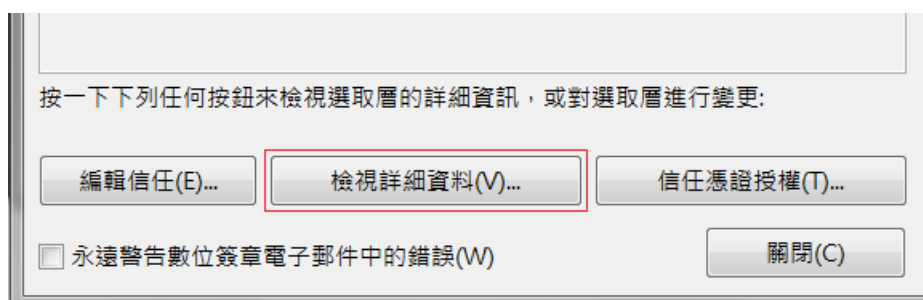 按一下下列任何按鈕來檢視選取層的詳細資訊，或對選取層進行變更:
編輯信任(E)... 檢視詳細資料(V)... 信任憑證授權(T)...
永遠警告數位簽章電子郵件中的錯誤(W) 關閉(C)